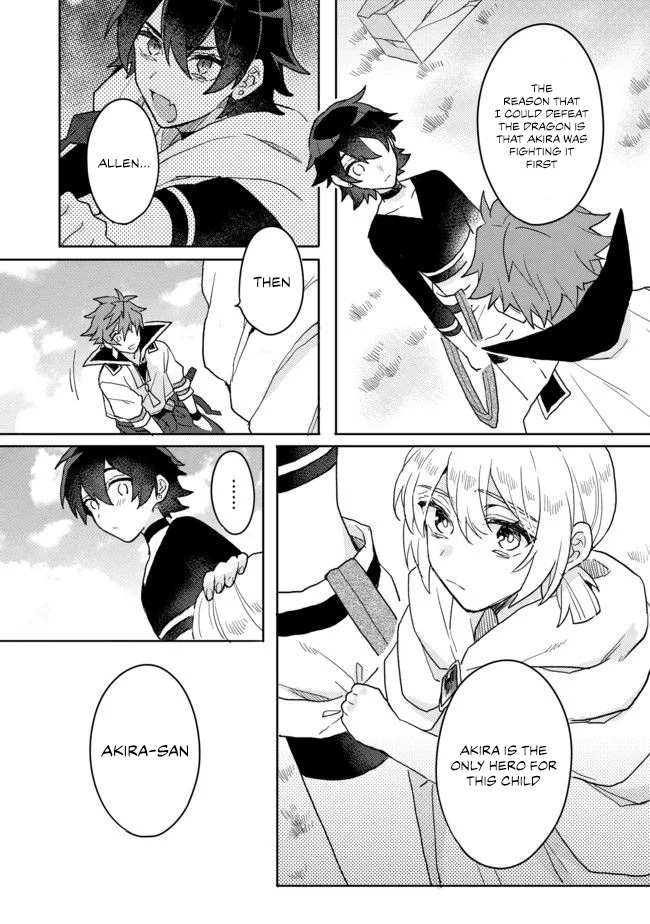 THE
REASON THAT
I COULD DEFEAT
THE DRAGON IS
THAT AKIRA WAS
FIGHTING IT
FIRST
ALLEN...
THEN
AKIRA IS THE
ONLY HERO FOR
THIS CHILD
......
AKIRA-SAN